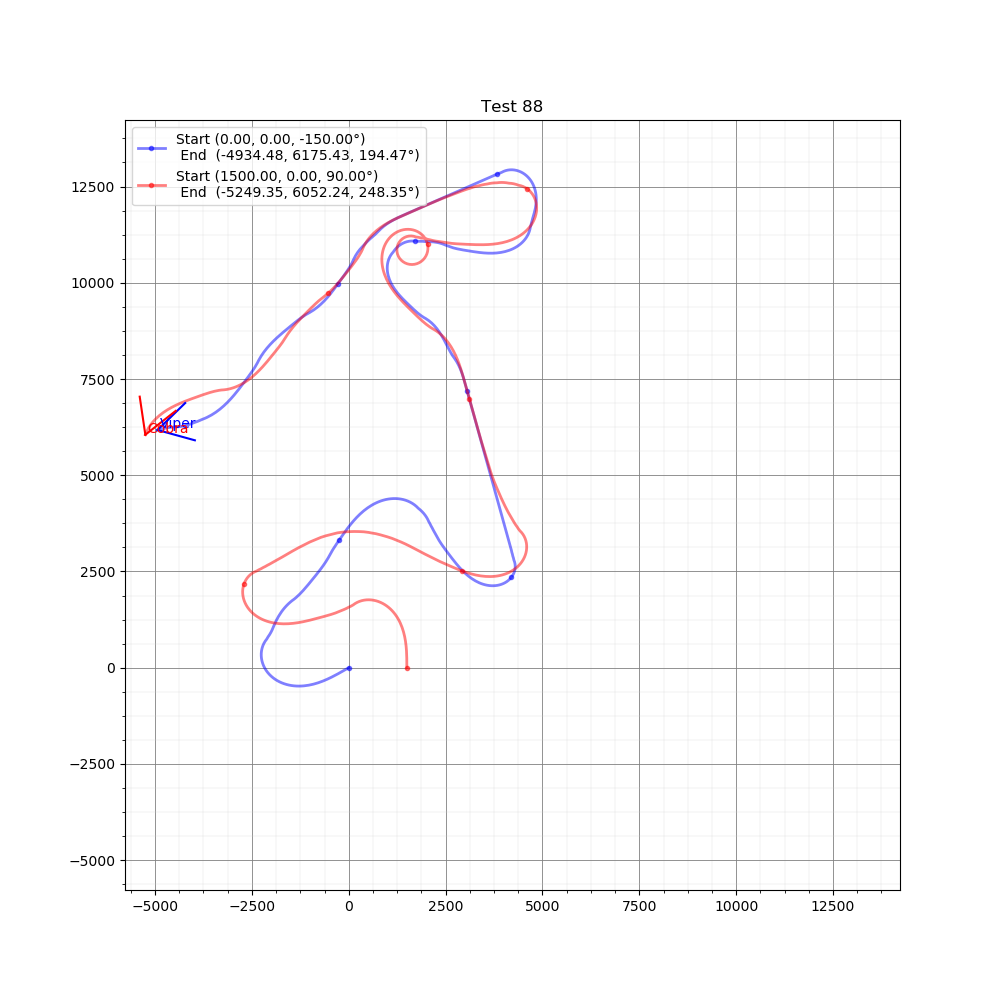 Test 88
Start (0.00, 0.00, -150.00°)
End  (-4934.48, 6175.43, 194.47°)
Start (1500.00, 0.00, 90.00°)
End  (-5249.35, 6052.24, 248.35°)
12500
10000
7500
5000
2500
0
−2500
−5000
Viper
Cobra
−5000
−2500
0
2500
5000
7500
10000
12500